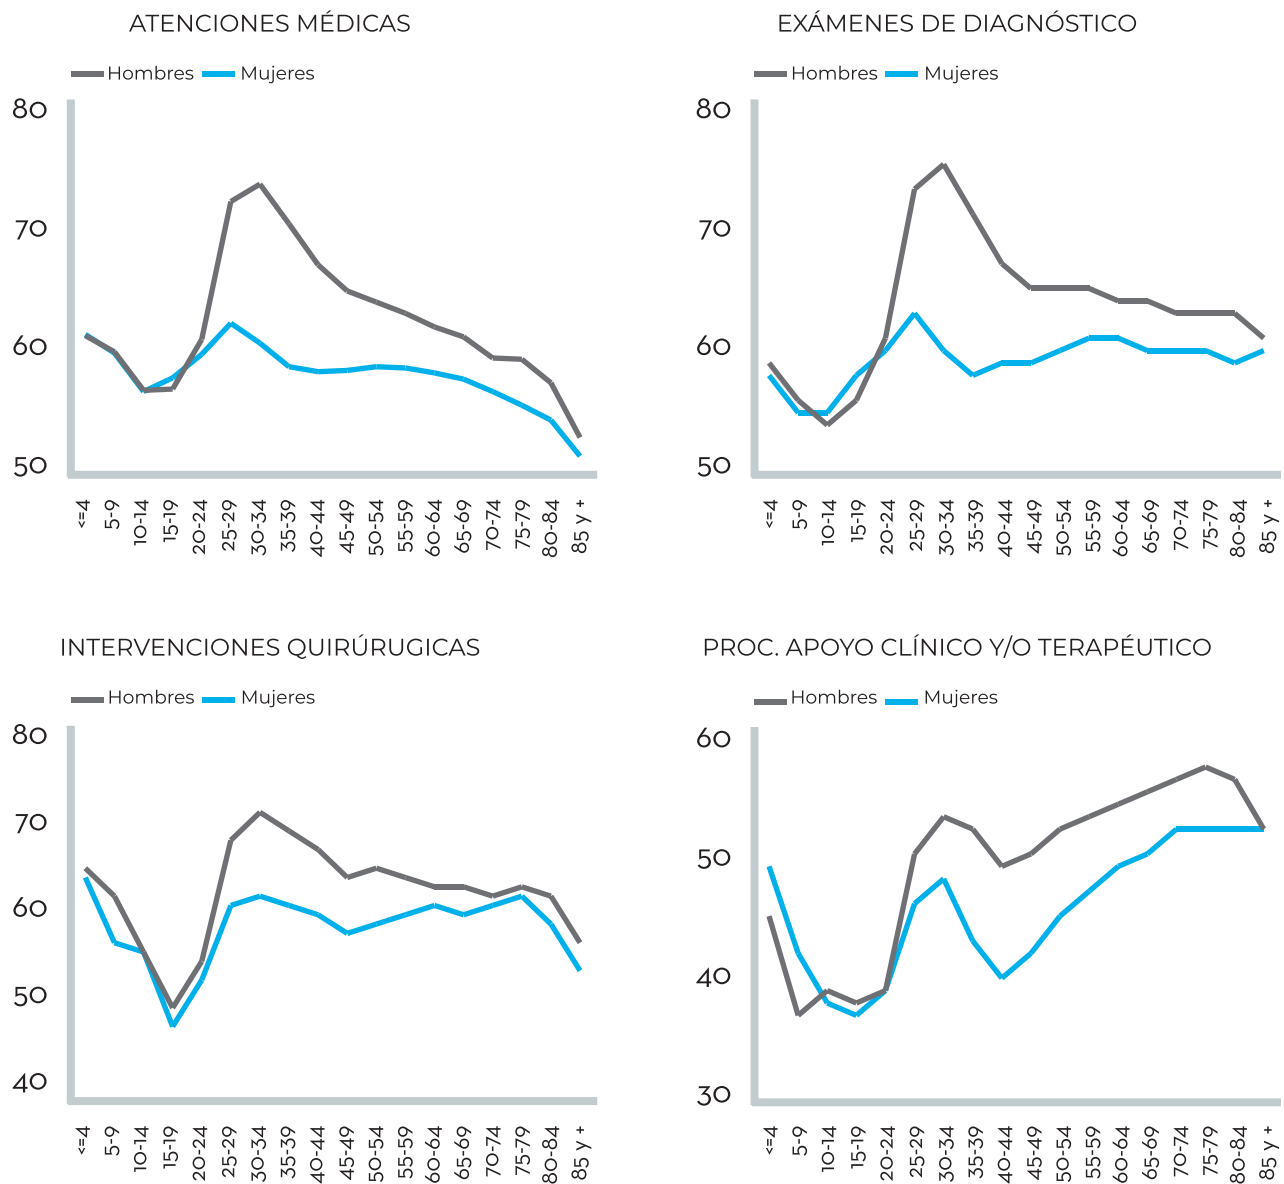 ATENCIONES MÉDICAS
Hombres Mujeres
80
70
60
50
<=4 5-9 10-14 15-19 20-24 25-29 30-34 35-39 40-44 45-49 50-54 55-59 60-64 65-69 70-74 75-79 80-84 85 y +
EXÁMENES DE DIAGNÓSTICO
Hombres Mujeres
80
70
60
50
<=4 5-9 10-14 15-19 20-24 25-29 30-34 35-39 40-44 45-49 50-54 55-59 60-64 65-69 70-74 75-79 80-84 85 y +
INTERVENCIONES QUIRÚRUGICAS
Hombres Mujeres
80
70
60
50
40
<=4 5-9 10-14 15-19 20-24 25-29 30-34 35-39 40-44 45-49 50-54 55-59 60-64 65-69 70-74 75-79 80-84 85 y +
PROC. APOYO CLÍNICO Y/O TERAPÉUTICO
Hombres Mujeres
60
50
40
30
<=4 5-9 10-14 15-19 20-24 25-29 30-34 35-39 40-44 45-49 50-54 55-59 60-64 65-69 70-74 75-79 80-84 85 y +